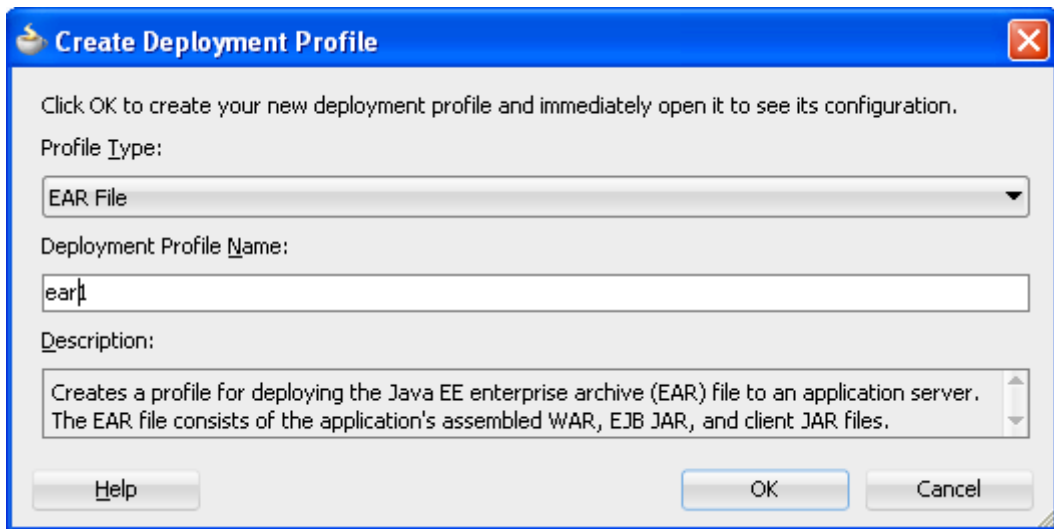 Create Deployment Profile
Click OK to create your new deployment profile and immediately open it to see its configuration.
Profile Type:
EAR File
Deployment Profile Name:
ear1
Description:
Creates a profile for deploying the Java EE enterprise archive (EAR) file to an application server.
The EAR file consists of the application's assembled WAR, EJB JAR, and client JAR files.
Help
OK
Cancel